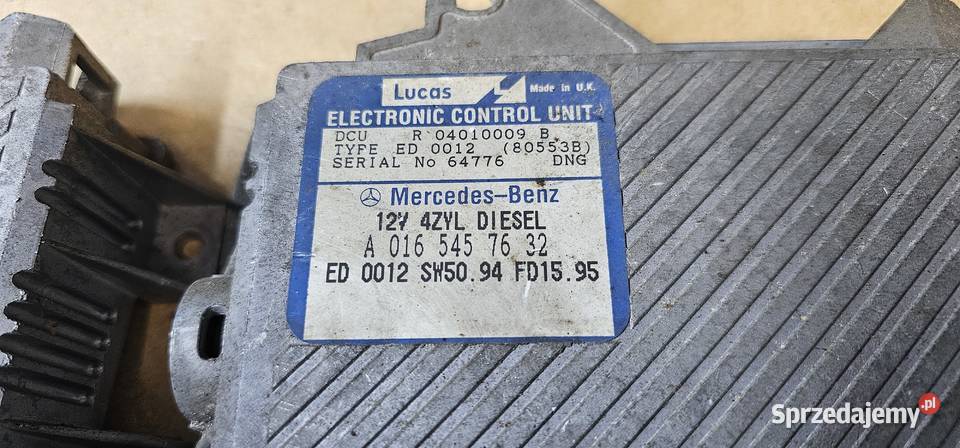 Lucas Made in U.K.
ELECTRONIC CONTROL UNIT
DCU R 04010009 B
TYPE ED 0012 (80553B)
SERIAL No 64776 DNG
Mercedes-Benz
12V 4ZYL DIESEL
A 016 545 76 32
ED 0012 SW50.94 FD15.95
Sprzedajemy.pl